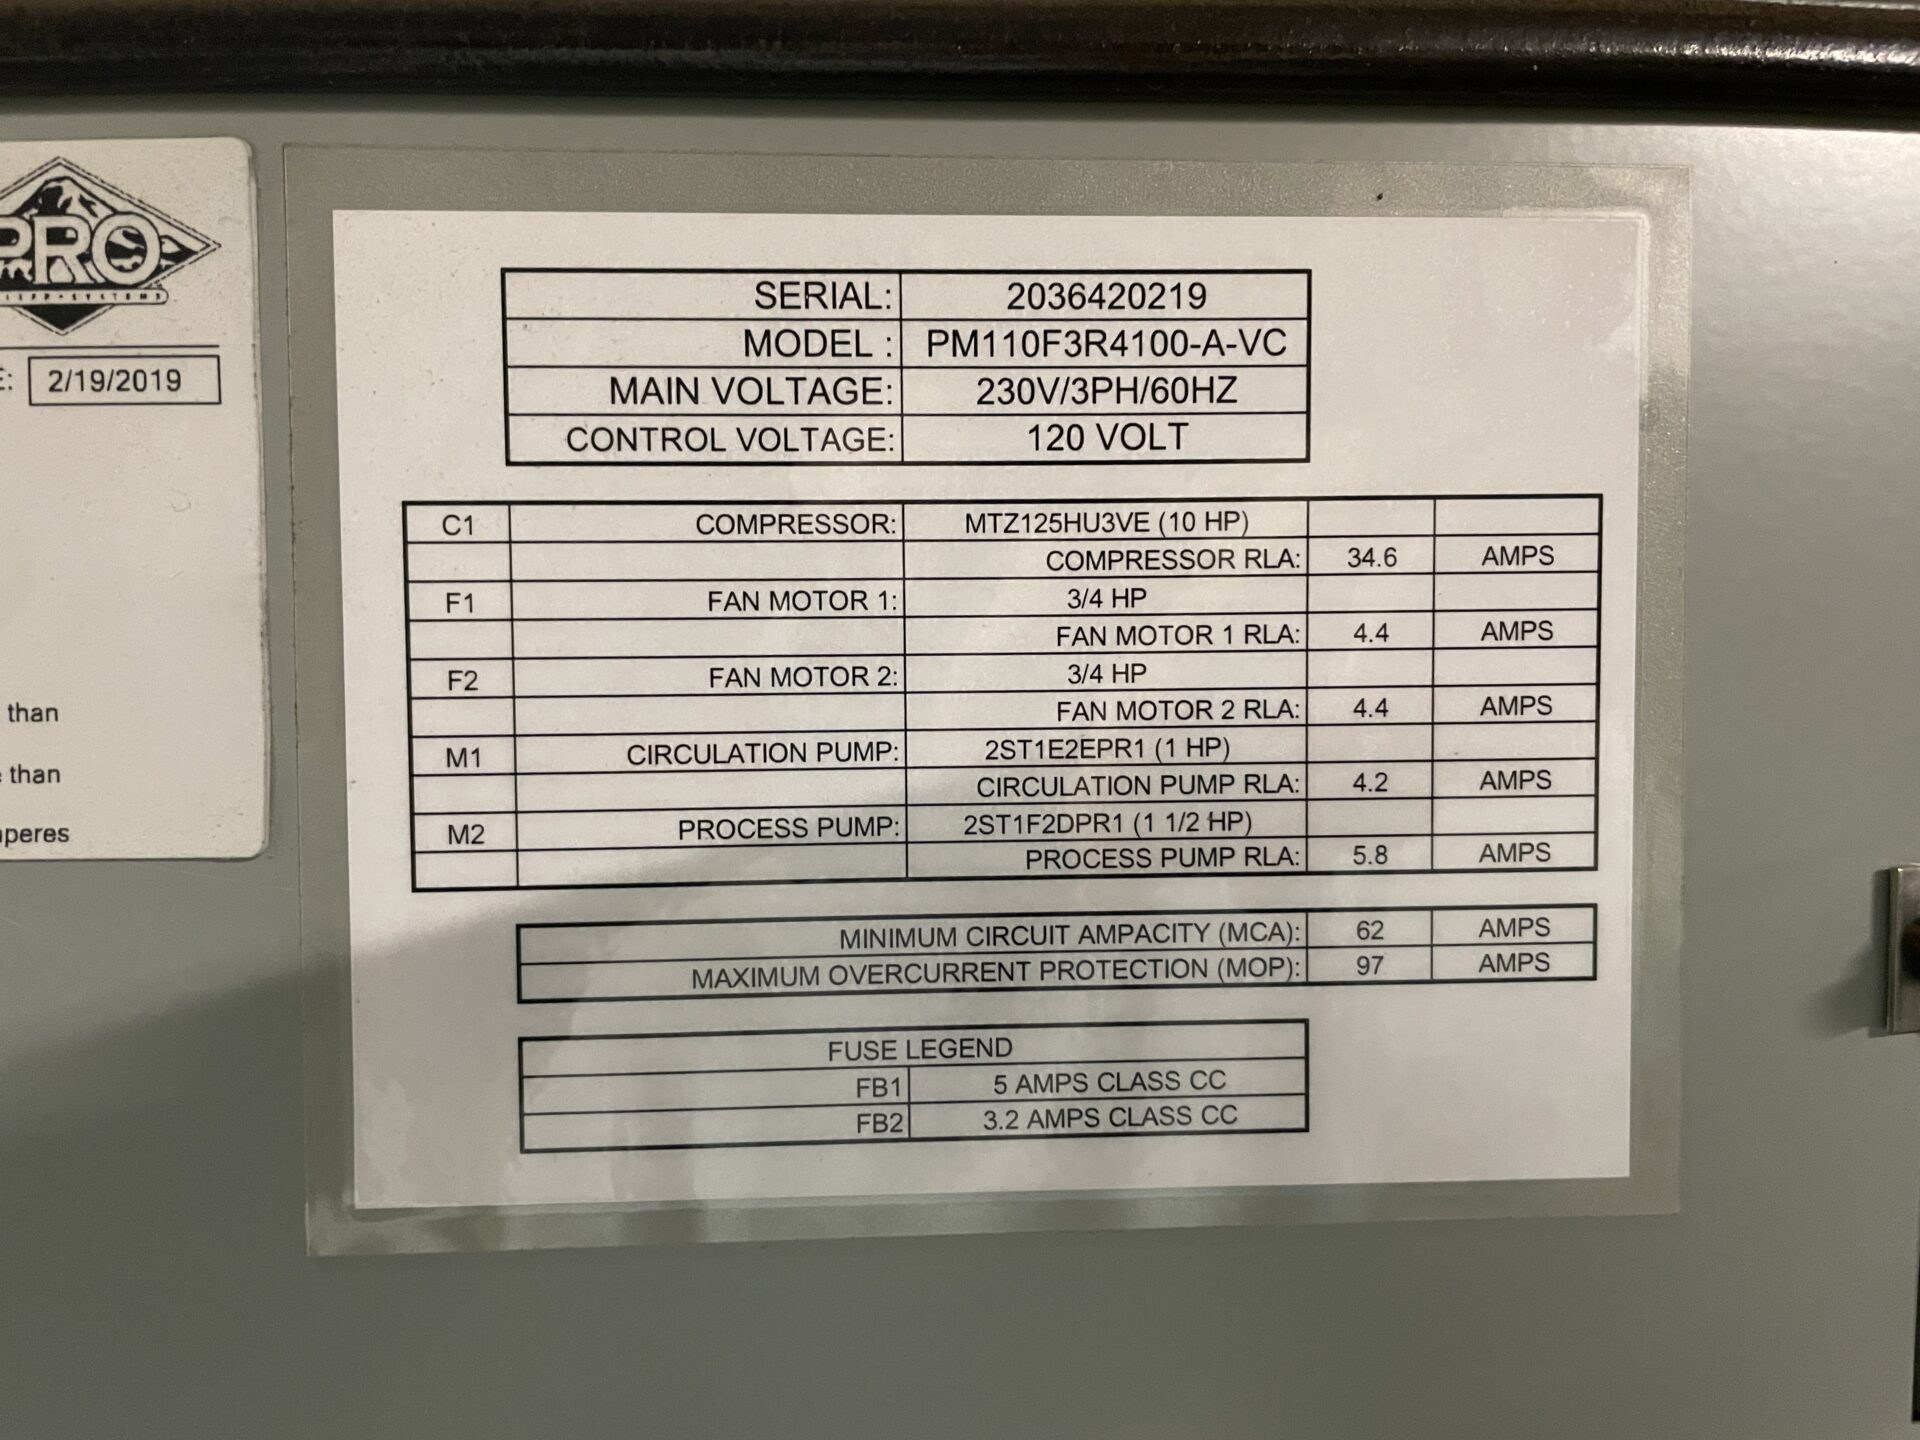 PRO
SYSTEMS
E: 2/19/2019
than
than
peres
SERIAL: 2036420219
MODEL : PM110F3R4100-A-VC
MAIN VOLTAGE: 230V/3PH/60HZ
CONTROL VOLTAGE: 120 VOLT
C1 COMPRESSOR: MTZ125HU3VE (10 HP)
COMPRESSOR RLA: 34.6 AMPS
F1 FAN MOTOR 1: 3/4 HP
FAN MOTOR 1 RLA: 4.4 AMPS
F2 FAN MOTOR 2: 3/4 HP
FAN MOTOR 2 RLA: 4.4 AMPS
M1 CIRCULATION PUMP: 2ST1E2EPR1 (1 HP)
CIRCULATION PUMP RLA: 4.2 AMPS
M2 PROCESS PUMP: 2ST1F2DPR1 (1 1/2 HP)
PROCESS PUMP RLA: 5.8 AMPS
MINIMUM CIRCUIT AMPACITY (MCA): 62 AMPS
MAXIMUM OVERCURRENT PROTECTION (MOP): 97 AMPS
FUSE LEGEND
FB1 5 AMPS CLASS CC
FB2 3.2 AMPS CLASS CC